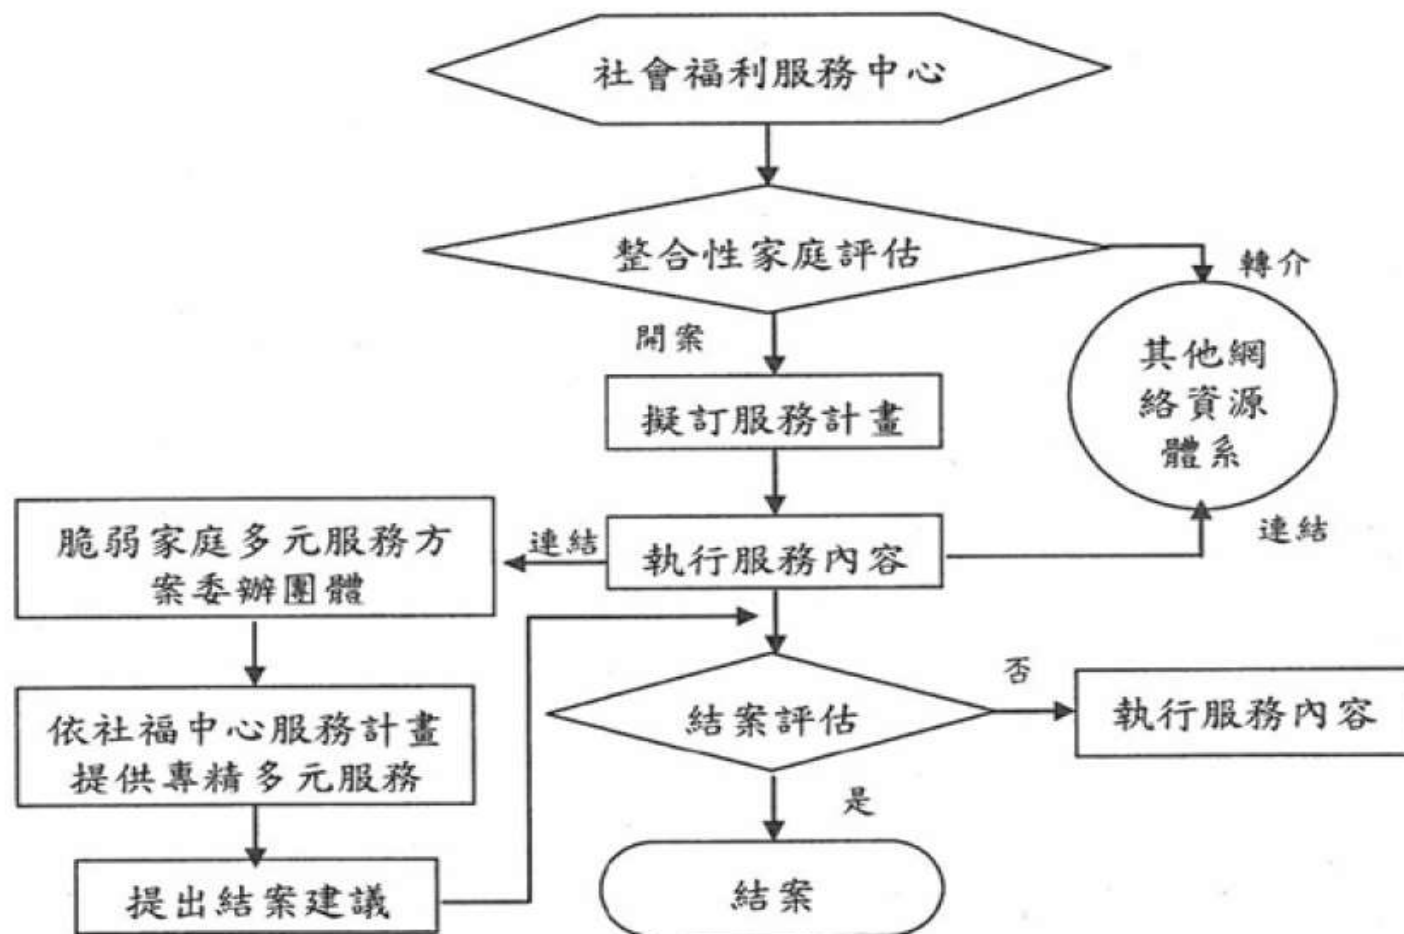 社會福利服務中心
整合性家庭評估
轉介
開案
其他網
絡資源
體系
擬訂服務計畫
脆弱家庭多元服務方
案委辦團體
連結
執行服務內容
連結
依社福中心服務計畫
提供專精多元服務
結案評估
否
執行服務內容
是
提出結案建議
結案